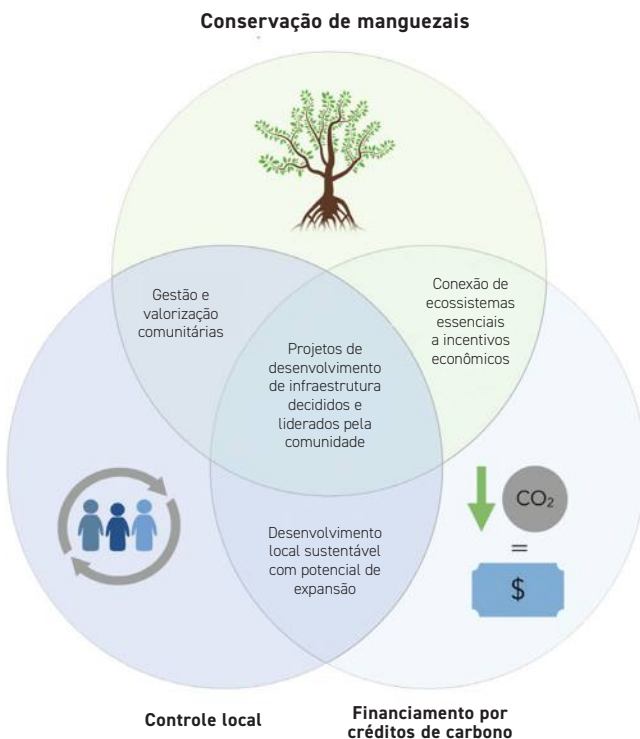 Conservação de manguezais
Gestão e
valorização
comunitárias
Conexão de
ecossistemas
essenciais
a incentivos
econômicos
Projetos de
desenvolvimento
de infraestrutura
decididos e
liderados pela
comunidade
CO₂
=
$
Desenvolvimento
local sustentável
com potencial de
expansão
Controle local
Financiamento por
créditos de carbono